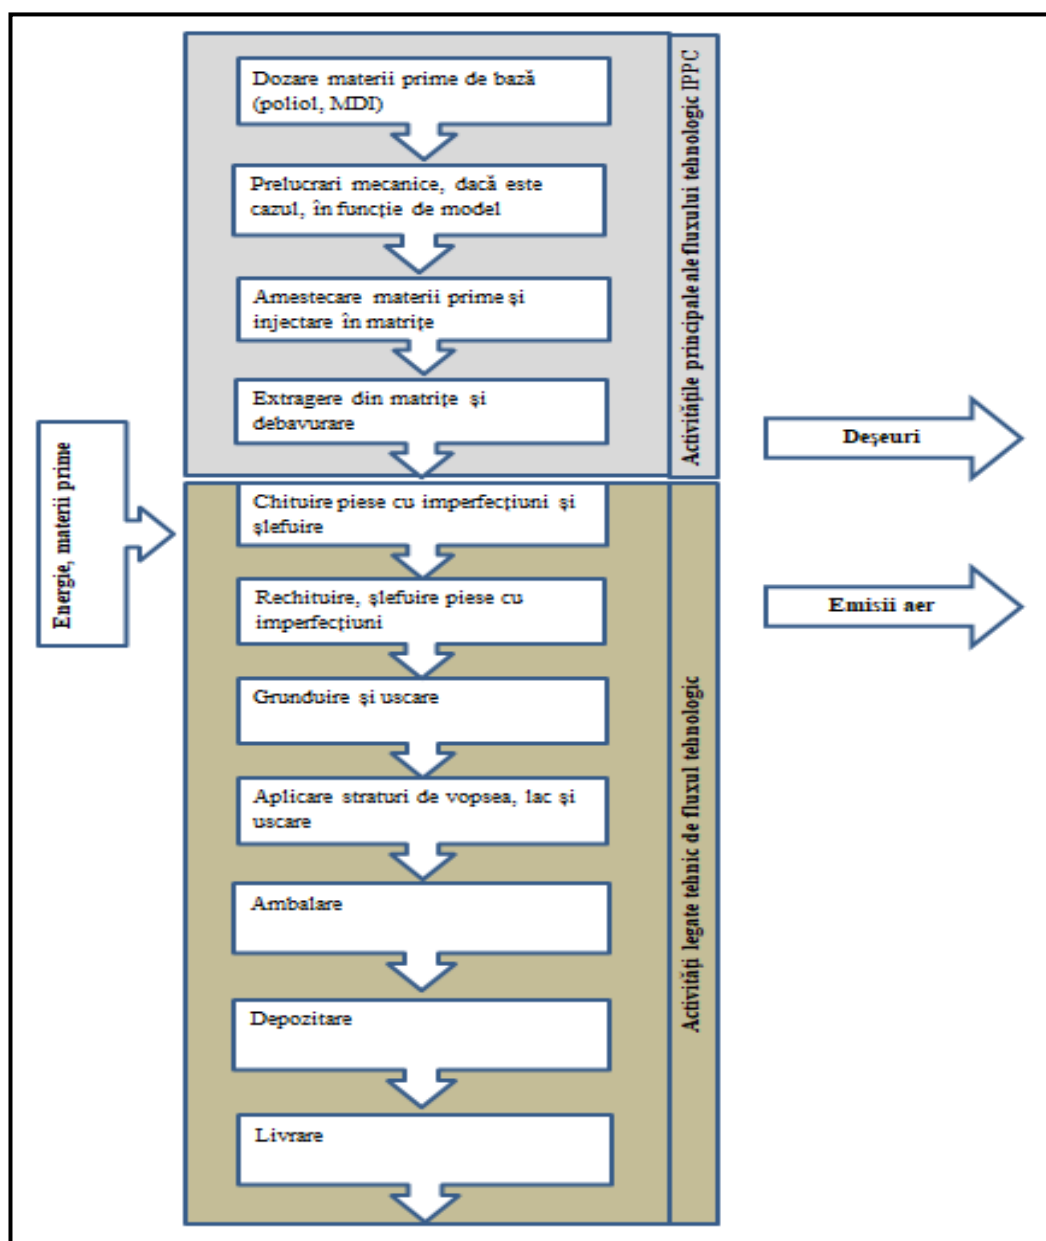 Dozare materii prime de bază
(poliol, MDI)
Prelucrari mecanice, dacă este
cazul, în funcție de model
Amestecare materii prime și
injectare în matrițe
Extragere din matrițe și
debavurare
Activitățile principale ale fluxului tehnologic IPPC
Energie, materii prime
Chituire piese cu imperfecțiuni și
șlefuire
Rechituire, șlefuire piese cu
imperfecțiuni
Grunduire și uscare
Aplicare straturi de vopsea, lac și
uscare
Ambalare
Depozitare
Livrare
Activități legate tehnic de fluxul tehnologic
Deșeuri
Emisii aer